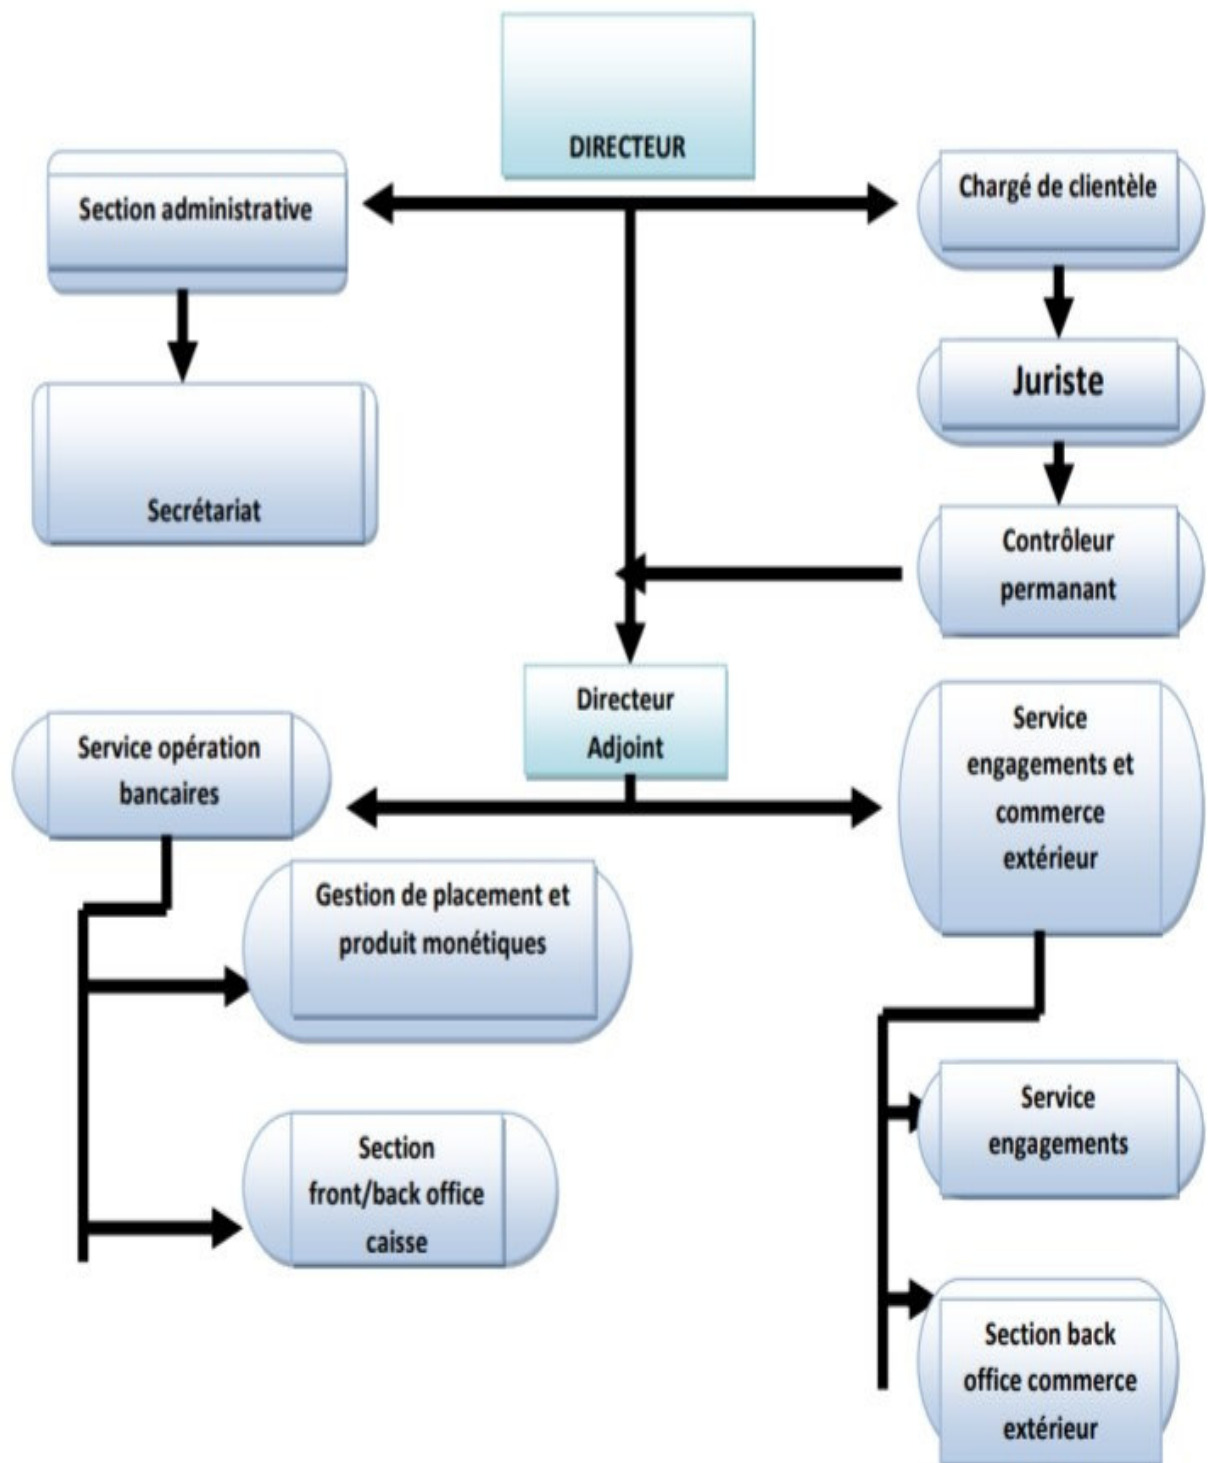 DIRECTEUR
Section administrative
Chargé de clientèle
Juriste
Secrétariat
Contrôleur
permanant
Directeur
Adjoint
Service opération
bancaires
Service
engagements et
commerce
extérieur
Gestion de placement et
produit monétiques
Service
engagements
Section
front/back office
caisse
Section back
office commerce
extérieur